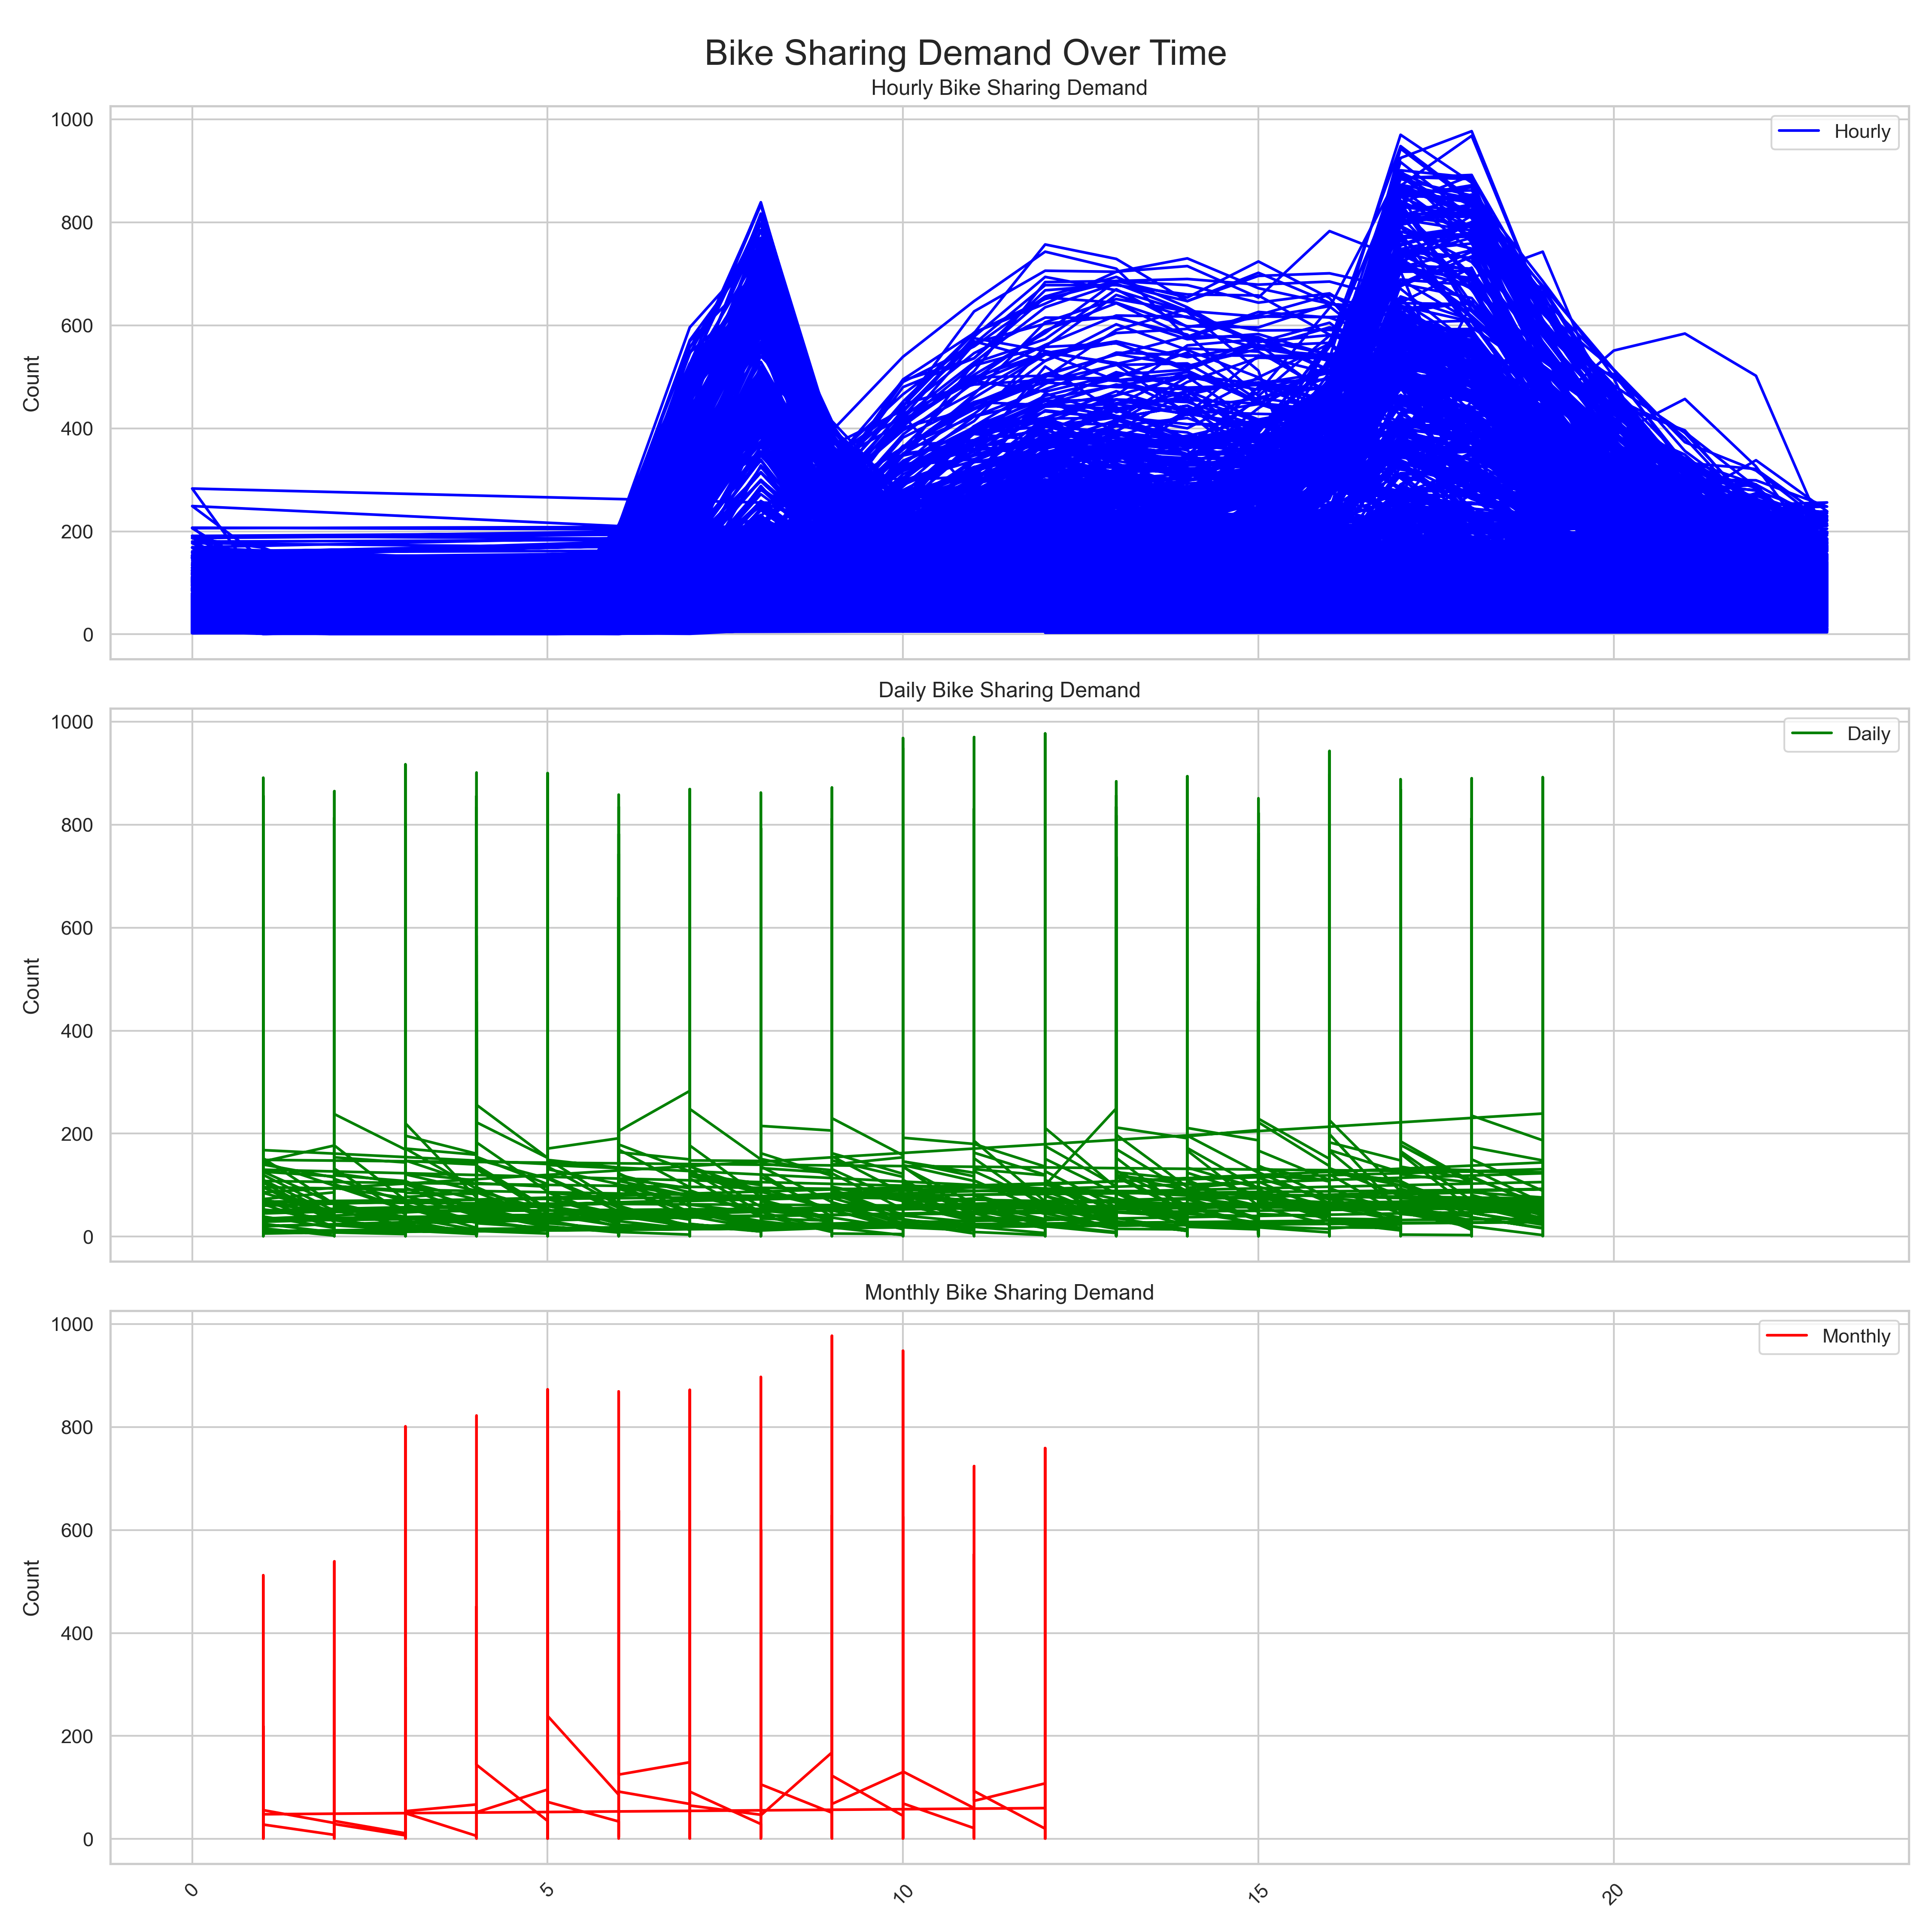 Bike Sharing Demand Over Time
Hourly Bike Sharing Demand
1000
800
600
400
200
0
Count
Hourly
Daily Bike Sharing Demand
1000
800
600
400
200
0
Count
Daily
Monthly Bike Sharing Demand
1000
800
600
400
200
0
Count
Monthly
0 5 10 15 20